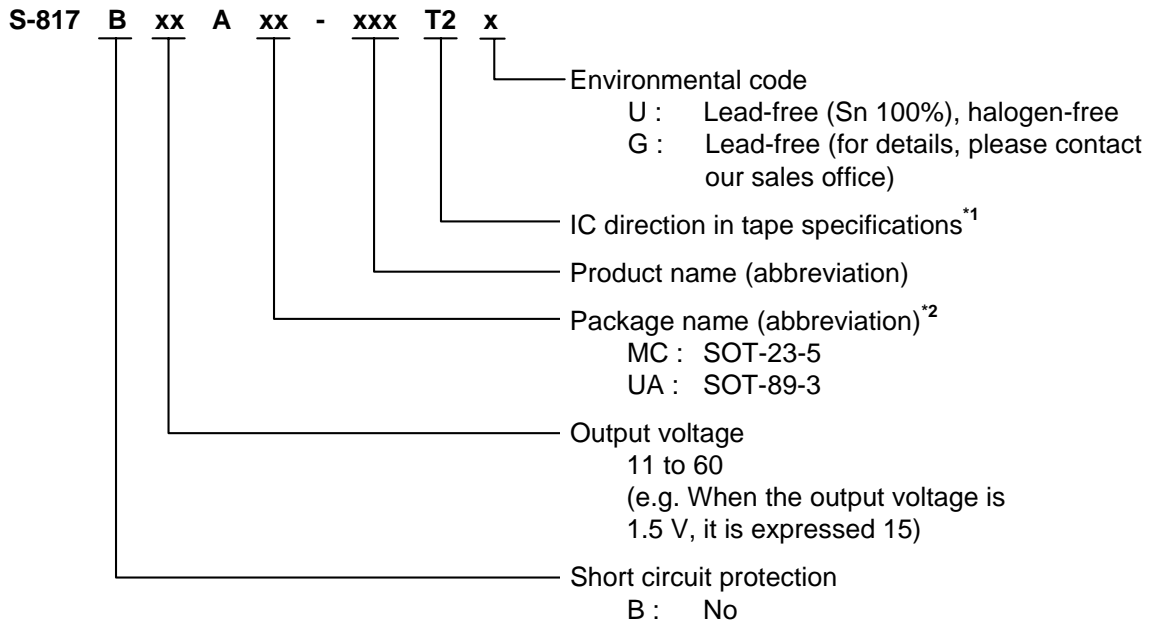 S-817 B xx A xx - xxx T2 x
Environmental code
U : Lead-free (Sn 100%), halogen-free
G : Lead-free (for details, please contact
our sales office)
IC direction in tape specifications*1
Product name (abbreviation)
Package name (abbreviation)*2
MC : SOT-23-5
UA : SOT-89-3
Output voltage
11 to 60
(e.g. When the output voltage is
1.5 V, it is expressed 15)
Short circuit protection
B : No